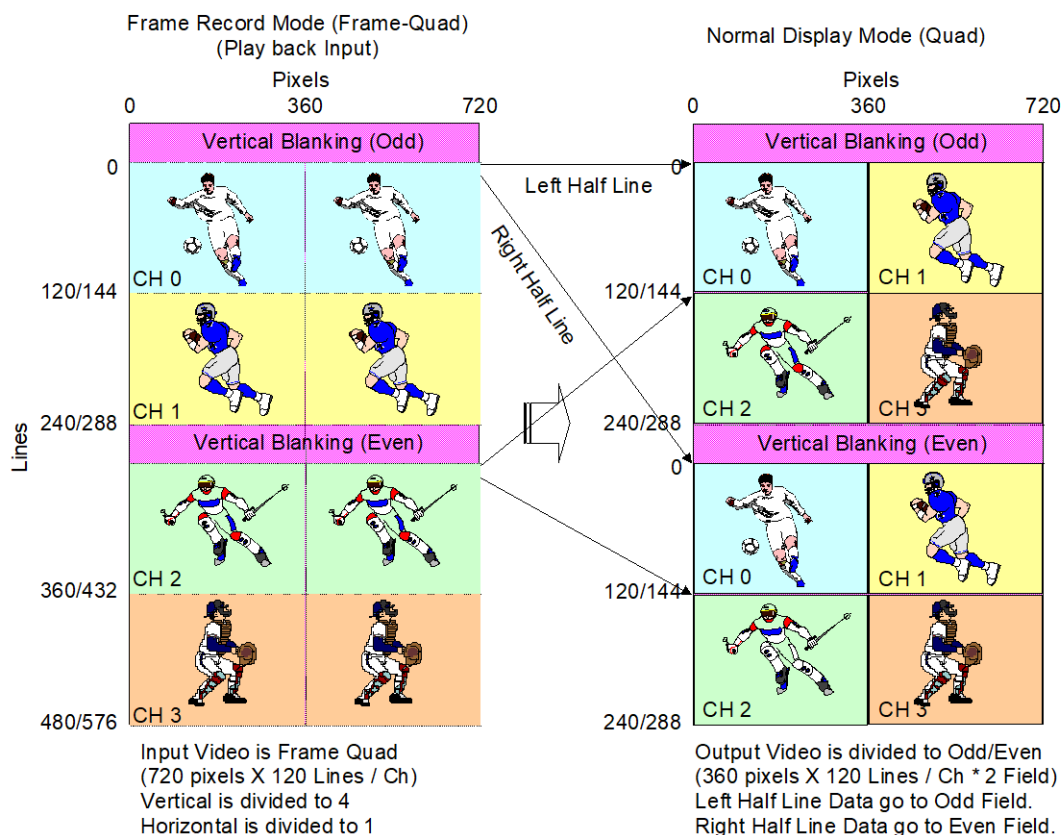 Frame Record Mode (Frame-Quad)
(Play back Input)
Pixels
0 360 720
Vertical Blanking (Odd)
0
CH 0
120/144
CH 1
240/288
Lines
Vertical Blanking (Even)
CH 2
360/432
CH 3
480/576
Input Video is Frame Quad
(720 pixels X 120 Lines / Ch)
Vertical is divided to 4
Horizontal is divided to 1
Left Half Line
Right Half Line
Normal Display Mode (Quad)
Pixels
0 360 720
Vertical Blanking (Odd)
0
CH 0 CH 1
120/144
CH 2 CH 3
240/288
Vertical Blanking (Even)
0
CH 0 CH 1
120/144
CH 2 CH 3
240/288
Output Video is divided to Odd/Even
(360 pixels X 120 Lines / Ch * 2 Field)
Left Half Line Data go to Odd Field.
Right Half Line Data go to Even Field.